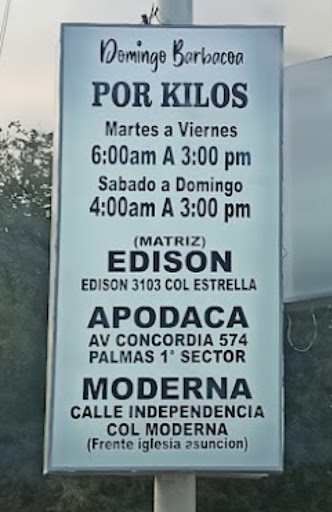 Domingo Barbacoa
POR KILOS
Martes a Viernes
6:00am A 3:00 pm
Sabado a Domingo
4:00am A 3:00 pm
(MATRIZ)
EDISON
EDISON 3103 COL ESTRELLA
APODACA
AV CONCORDIA 574
PALMAS 1° SECTOR
MODERNA
CALLE INDEPENDENCIA
COL MODERNA
(Frente iglesia asuncion)